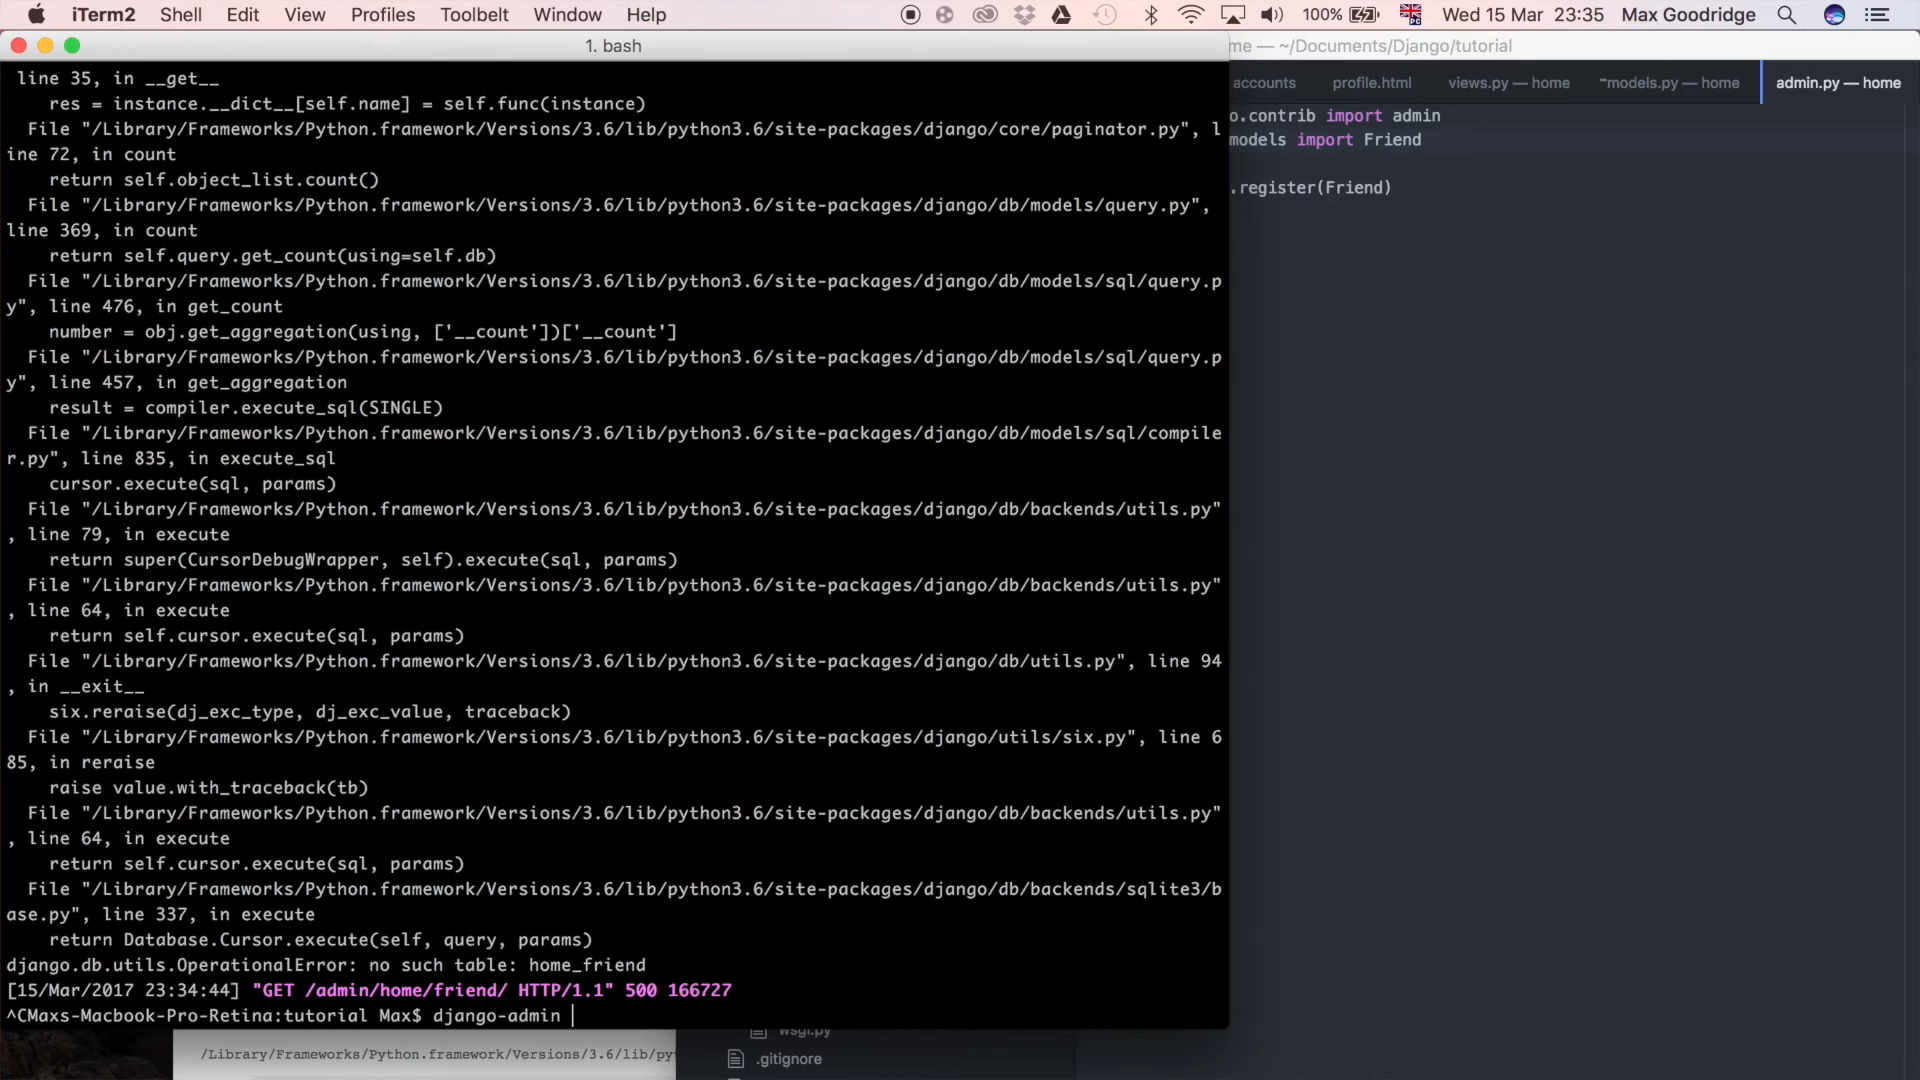 iTerm2 Shell Edit View Profiles Toolbelt Window Help 100% Wed 15 Mar 23:35 Max Goodridge
1. bash
me — ~/Documents/Django/tutorial
line 35, in __get__
res = instance.__dict__[self.name] = self.func(instance)
File "/Library/Frameworks/Python.framework/Versions/3.6/lib/python3.6/site-packages/django/core/paginator.py", l
ine 72, in count
return self.object_list.count()
File "/Library/Frameworks/Python.framework/Versions/3.6/lib/python3.6/site-packages/django/db/models/query.py",
line 369, in count
return self.query.get_count(using=self.db)
File "/Library/Frameworks/Python.framework/Versions/3.6/lib/python3.6/site-packages/django/db/models/sql/query.p
y", line 476, in get_count
number = obj.get_aggregation(using, ['__count'])['__count']
File "/Library/Frameworks/Python.framework/Versions/3.6/lib/python3.6/site-packages/django/db/models/sql/query.p
y", line 457, in get_aggregation
result = compiler.execute_sql(SINGLE)
File "/Library/Frameworks/Python.framework/Versions/3.6/lib/python3.6/site-packages/django/db/models/sql/compile
r.py", line 835, in execute_sql
cursor.execute(sql, params)
File "/Library/Frameworks/Python.framework/Versions/3.6/lib/python3.6/site-packages/django/db/backends/utils.py"
, line 79, in execute
return super(CursorDebugWrapper, self).execute(sql, params)
File "/Library/Frameworks/Python.framework/Versions/3.6/lib/python3.6/site-packages/django/db/backends/utils.py"
, line 64, in execute
return self.cursor.execute(sql, params)
File "/Library/Frameworks/Python.framework/Versions/3.6/lib/python3.6/site-packages/django/db/utils.py", line 94
, in __exit__
six.reraise(dj_exc_type, dj_exc_value, traceback)
File "/Library/Frameworks/Python.framework/Versions/3.6/lib/python3.6/site-packages/django/utils/six.py", line 6
85, in reraise
raise value.with_traceback(tb)
File "/Library/Frameworks/Python.framework/Versions/3.6/lib/python3.6/site-packages/django/db/backends/utils.py"
, line 64, in execute
return self.cursor.execute(sql, params)
File "/Library/Frameworks/Python.framework/Versions/3.6/lib/python3.6/site-packages/django/db/backends/sqlite3/b
ase.py", line 337, in execute
return Database.Cursor.execute(self, query, params)
django.db.utils.OperationalError: no such table: home_friend
[15/Mar/2017 23:34:44] "GET /admin/home/friend/ HTTP/1.1" 500 166727
^CMaxs-Macbook-Pro-Retina:tutorial Max$ django-admin
accounts profile.html views.py — home models.py — home admin.py — home
o.contrib import admin
models import Friend
.register(Friend)
wsgi.py
/Library/Frameworks/Python.framework/Versions/3.6/lib/py
.gitignore